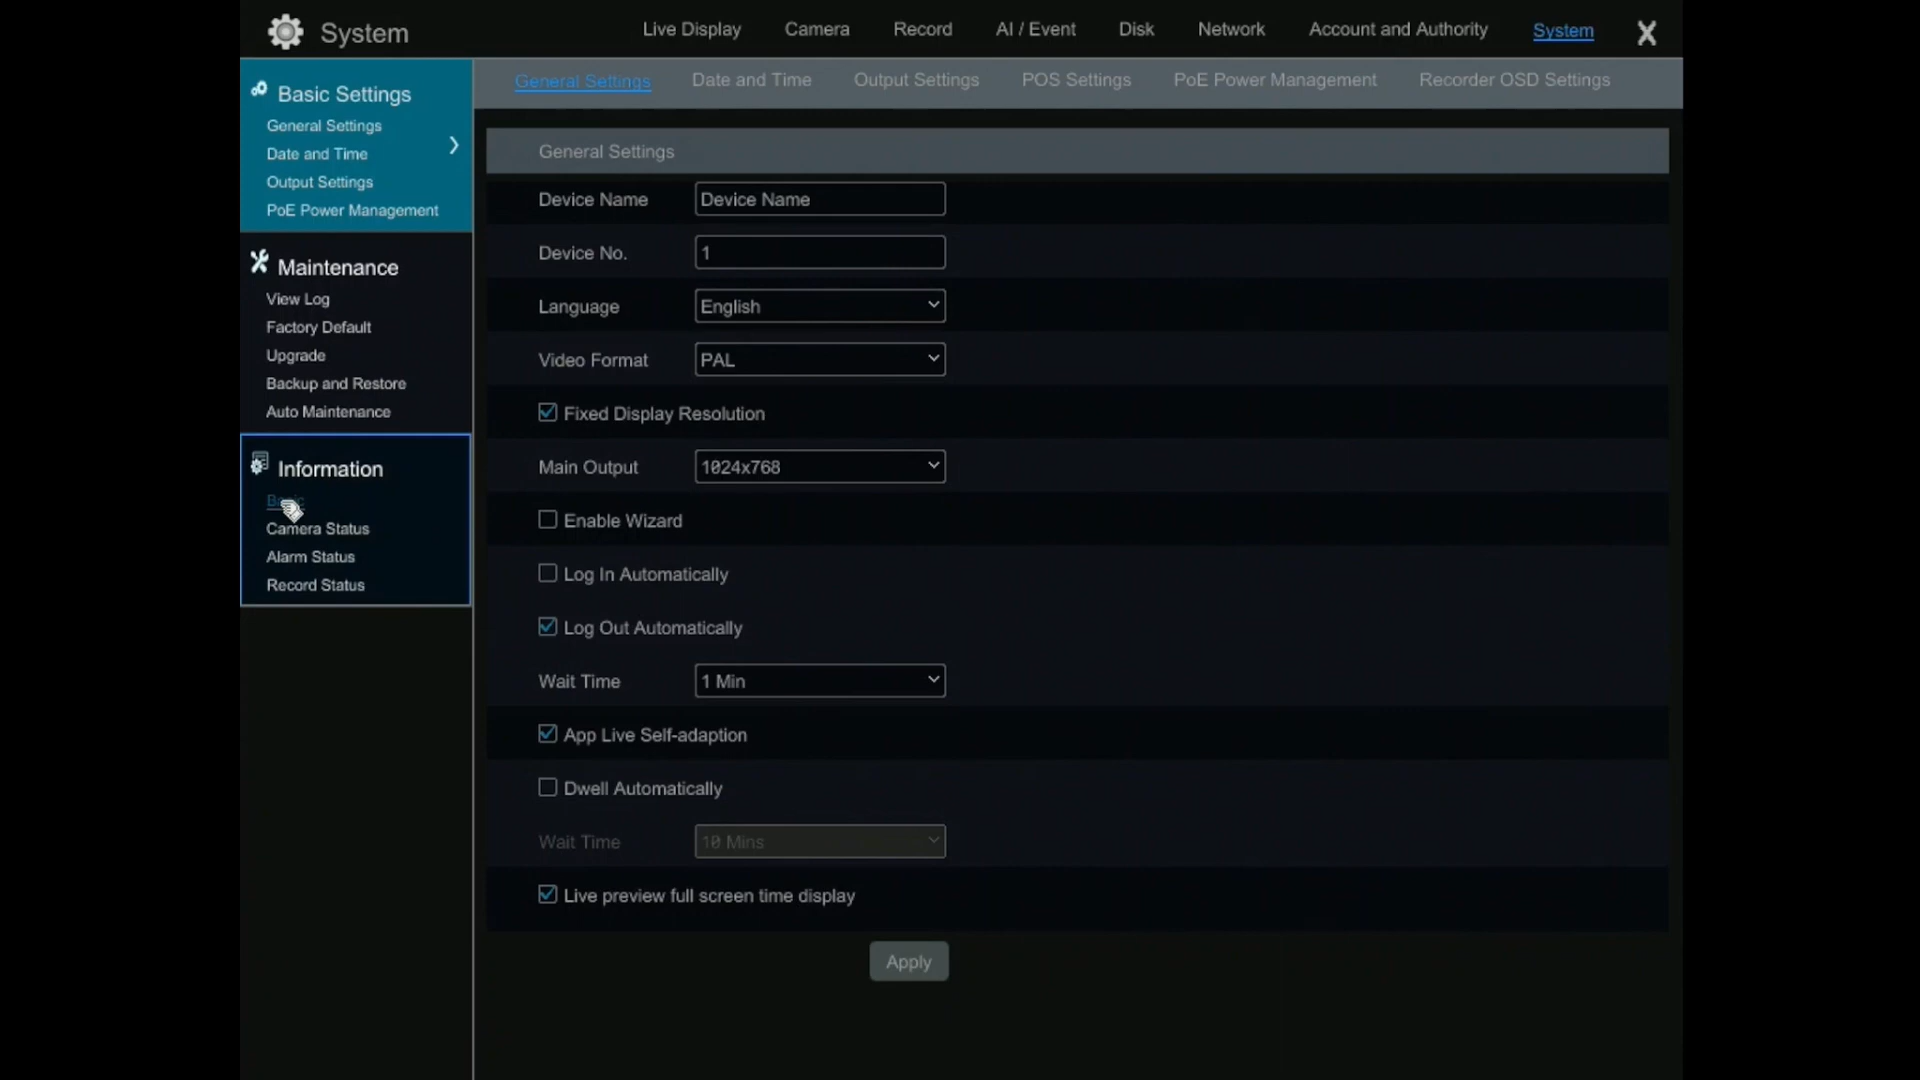 System
Live Display Camera Record AI / Event Disk Network Account and Authority System X
Basic Settings
General Settings
Date and Time
Output Settings
PoE Power Management
Maintenance
View Log
Factory Default
Upgrade
Backup and Restore
Auto Maintenance
Information
Basic
Camera Status
Alarm Status
Record Status
General Settings Date and Time Output Settings POS Settings PoE Power Management Recorder OSD Settings
General Settings
Device Name Device Name
Device No. 1
Language English
Video Format PAL
Fixed Display Resolution
Main Output 1024x768
Enable Wizard
Log In Automatically
Log Out Automatically
Wait Time 1 Min
App Live Self-adaption
Dwell Automatically
Wait Time 10 Mins
Live preview full screen time display
Apply